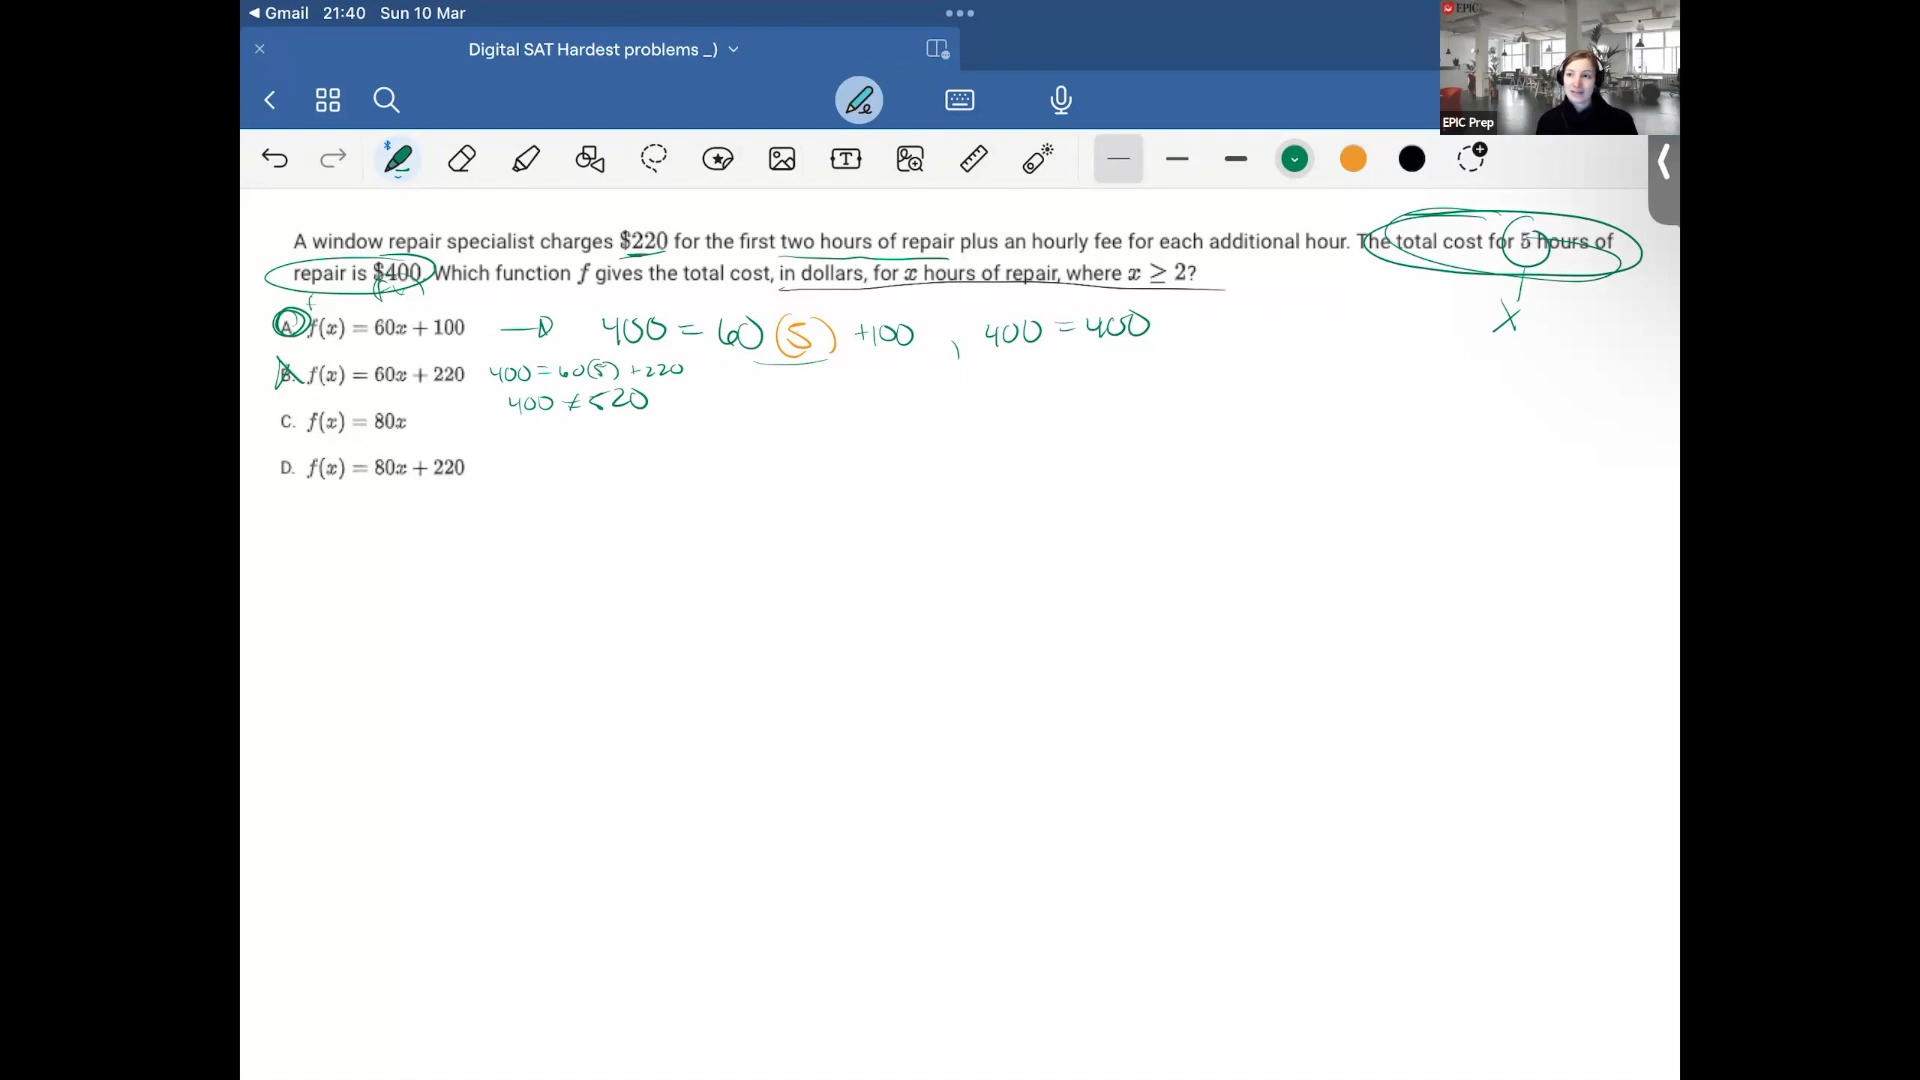 Gmail 21:40 Sun 10 Mar
EPIC
Digital SAT Hardest problems _)
EPIC Prep
A window repair specialist charges $220 for the first two hours of repair plus an hourly fee for each additional hour. The total cost for 5 hours of
repair is $400. Which function f gives the total cost, in dollars, for x hours of repair, where x ≥ 2?
x
A. f(x) = 60x + 100 → 400 = 60(5) + 100 , 400 = 400
B. f(x) = 60x + 220 400 = 60(5) + 220
400 ≠ 520
C. f(x) = 80x
D. f(x) = 80x + 220